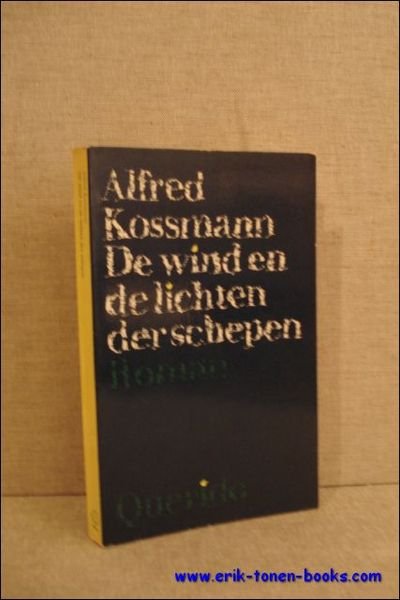 Alfred
Kossmann
De wind en
de lichten
der schepen
Roman
Querido
www.erik-tonen-books.com